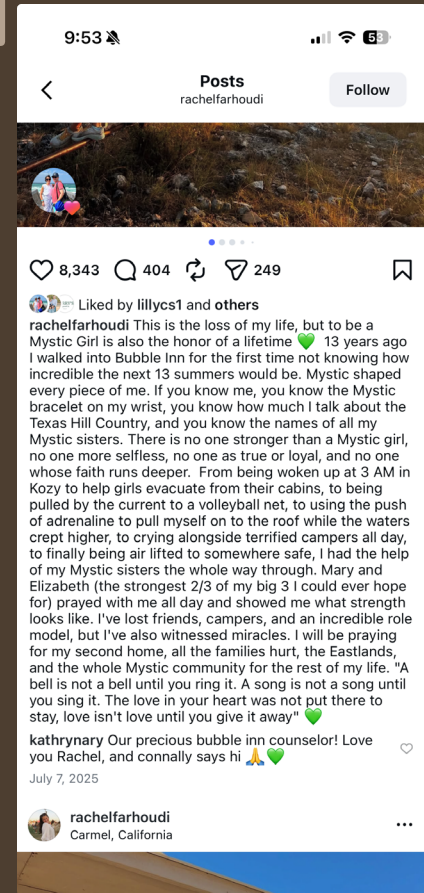 9:53
53
Posts
rachelfarhoudi
Follow
8,343
404
249
Liked by lillycs1 and others
rachelfarhoudi This is the loss of my life, but to be a
Mystic Girl is also the honor of a lifetime 💚 13 years ago
I walked into Bubble Inn for the first time not knowing how
incredible the next 13 summers would be. Mystic shaped
every piece of me. If you know me, you know the Mystic
bracelet on my wrist, you know how much I talk about the
Texas Hill Country, and you know the names of all my
Mystic sisters. There is no one stronger than a Mystic girl,
no one more selfless, no one as true or loyal, and no one
whose faith runs deeper. From being woken up at 3 AM in
Kozy to help girls evacuate from their cabins, to being
pulled by the current to a volleyball net, to using the push
of adrenaline to pull myself on to the roof while the waters
crept higher, to crying alongside terrified campers all day,
to finally being air lifted to somewhere safe, I had the help
of my Mystic sisters the whole way through. Mary and
Elizabeth (the strongest 2/3 of my big 3 I could ever hope
for) prayed with me all day and showed me what strength
looks like. I've lost friends, campers, and an incredible role
model, but I've also witnessed miracles. I will be praying
for my second home, all the families hurt, the Eastlands,
and the whole Mystic community for the rest of my life. "A
bell is not a bell until you ring it. A song is not a song until
you sing it. The love in your heart was not put there to
stay, love isn't love until you give it away" 💚
kathrynary Our precious bubble inn counselor! Love
you Rachel, and connally says hi 🙏💚
July 7, 2025
rachelfarhoudi
Carmel, California